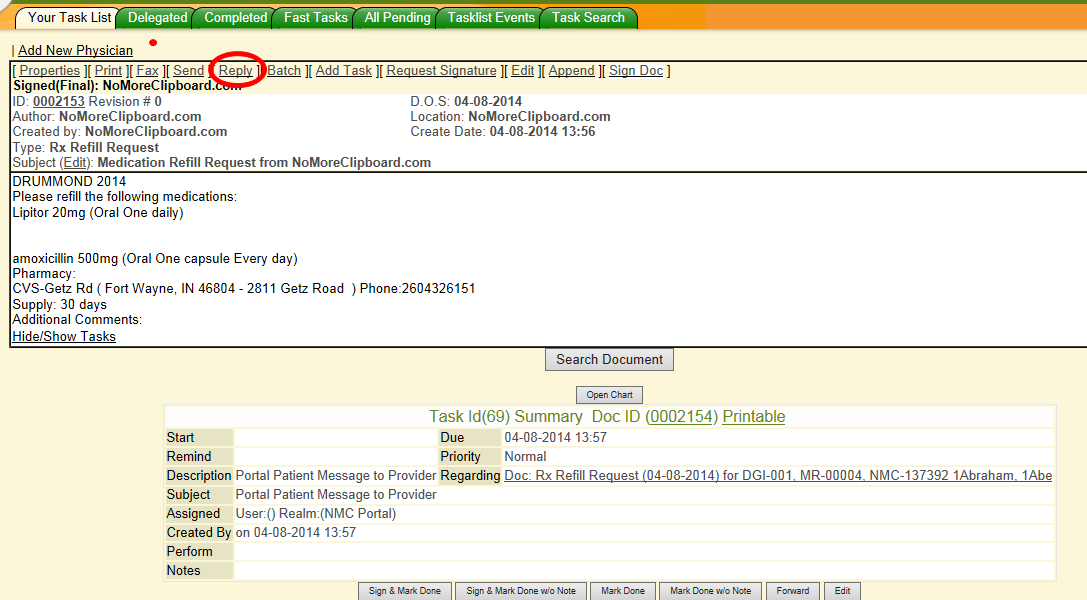 Your Task List Delegated Completed Fast Tasks All Pending Tasklist Events Task Search
| Add New Physician
[ Properties ][ Print ][ Fax ][ Send ][ Reply ][ Batch ][ Add Task ][ Request Signature ][ Edit ][ Append ][ Sign Doc ]
Signed(Final): NoMoreClipboard.com
ID: 0002153 Revision # 0 D.O.S: 04-08-2014
Author: NoMoreClipboard.com Location: NoMoreClipboard.com
Created by: NoMoreClipboard.com Create Date: 04-08-2014 13:56
Type: Rx Refill Request
Subject (Edit): Medication Refill Request from NoMoreClipboard.com
DRUMMOND 2014
Please refill the following medications:
Lipitor 20mg (Oral One daily)
amoxicillin 500mg (Oral One capsule Every day)
Pharmacy:
CVS-Getz Rd ( Fort Wayne, IN 46804 - 2811 Getz Road ) Phone:2604326151
Supply: 30 days
Additional Comments:
Hide/Show Tasks
Search Document
Open Chart
Task Id(69) Summary Doc ID (0002154) Printable
Start Due 04-08-2014 13:57
Remind Priority Normal
Description Portal Patient Message to Provider Regarding Doc: Rx Refill Request (04-08-2014) for DGI-001, MR-00004, NMC-137392 1Abraham, 1Abe
Subject Portal Patient Message to Provider
Assigned User:() Realm:(NMC Portal)
Created By on 04-08-2014 13:57
Perform
Notes
Sign & Mark Done Sign & Mark Done w/o Note Mark Done Mark Done w/o Note Forward Edit